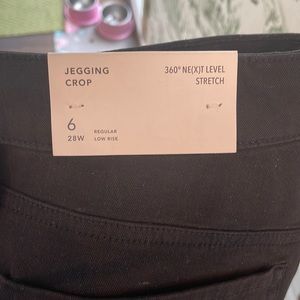 JEGGING
CROP
360° NE(X)T LEVEL
STRETCH
6
REGULAR
28W
LOW RISE